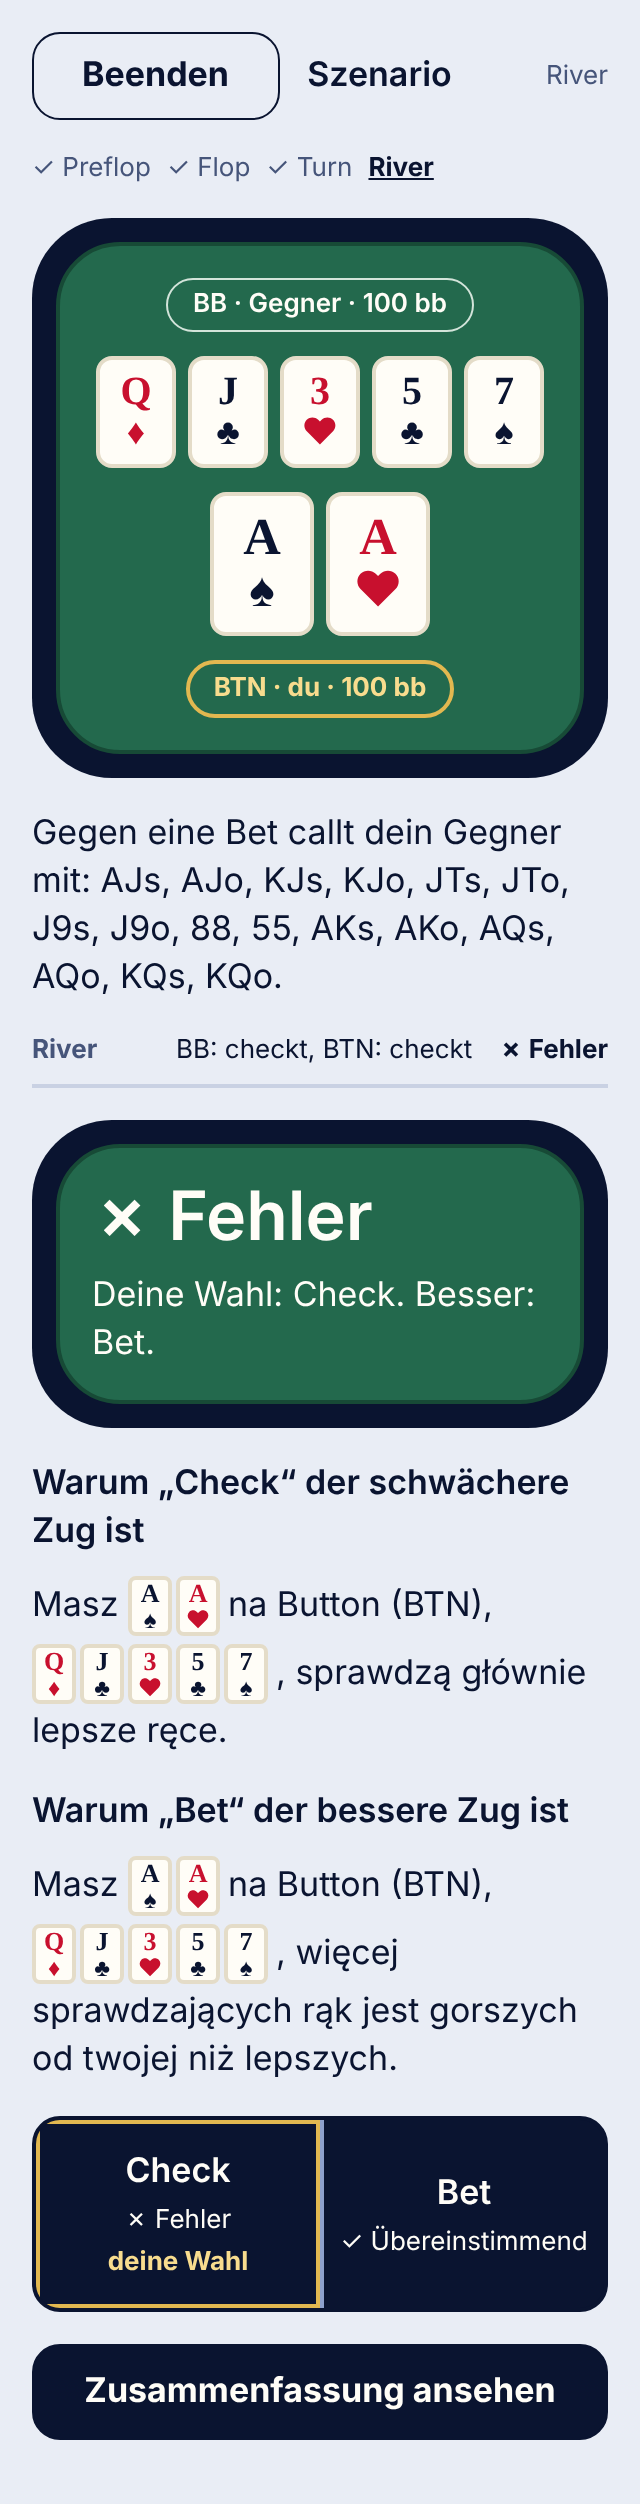 Beenden Szenario River
✓ Preflop ✓ Flop ✓ Turn River
BB · Gegner · 100 bb
Q♦ J♣ 3♥ 5♣ 7♠
A♠ A♥
BTN · du · 100 bb
Gegen eine Bet callt dein Gegner
mit: AJs, AJo, KJs, KJo, JTs, JTo,
J9s, J9o, 88, 55, AKs, AKo, AQs,
AQo, KQs, KQo.
River BB: checkt, BTN: checkt × Fehler
× Fehler
Deine Wahl: Check. Besser:
Bet.
Warum „Check“ der schwächere
Zug ist
Masz A♠ A♥ na Button (BTN),
Q♦ J♣ 3♥ 5♣ 7♠ , sprawdzą głównie
lepsze ręce.
Warum „Bet“ der bessere Zug ist
Masz A♠ A♥ na Button (BTN),
Q♦ J♣ 3♥ 5♣ 7♠ , więcej
sprawdzających rąk jest gorszych
od twojej niż lepszych.
Check
× Fehler
deine Wahl
Bet
✓ Übereinstimmend
Zusammenfassung ansehen